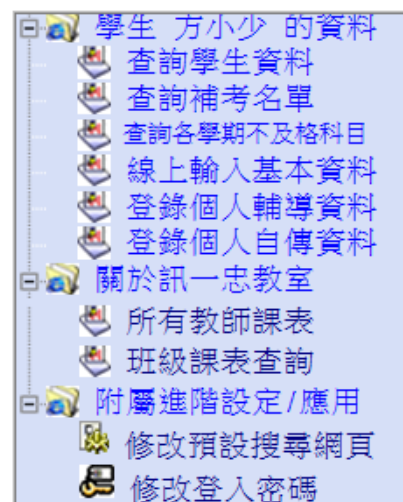 學生 方小少 的資料
查詢學生資料
查詢補考名單
查詢各學期不及格科目
線上輸入基本資料
登錄個人輔導資料
登錄個人自傳資料
關於訊一忠教室
所有教師課表
班級課表查詢
附屬進階設定/應用
修改預設搜尋網頁
修改登入密碼